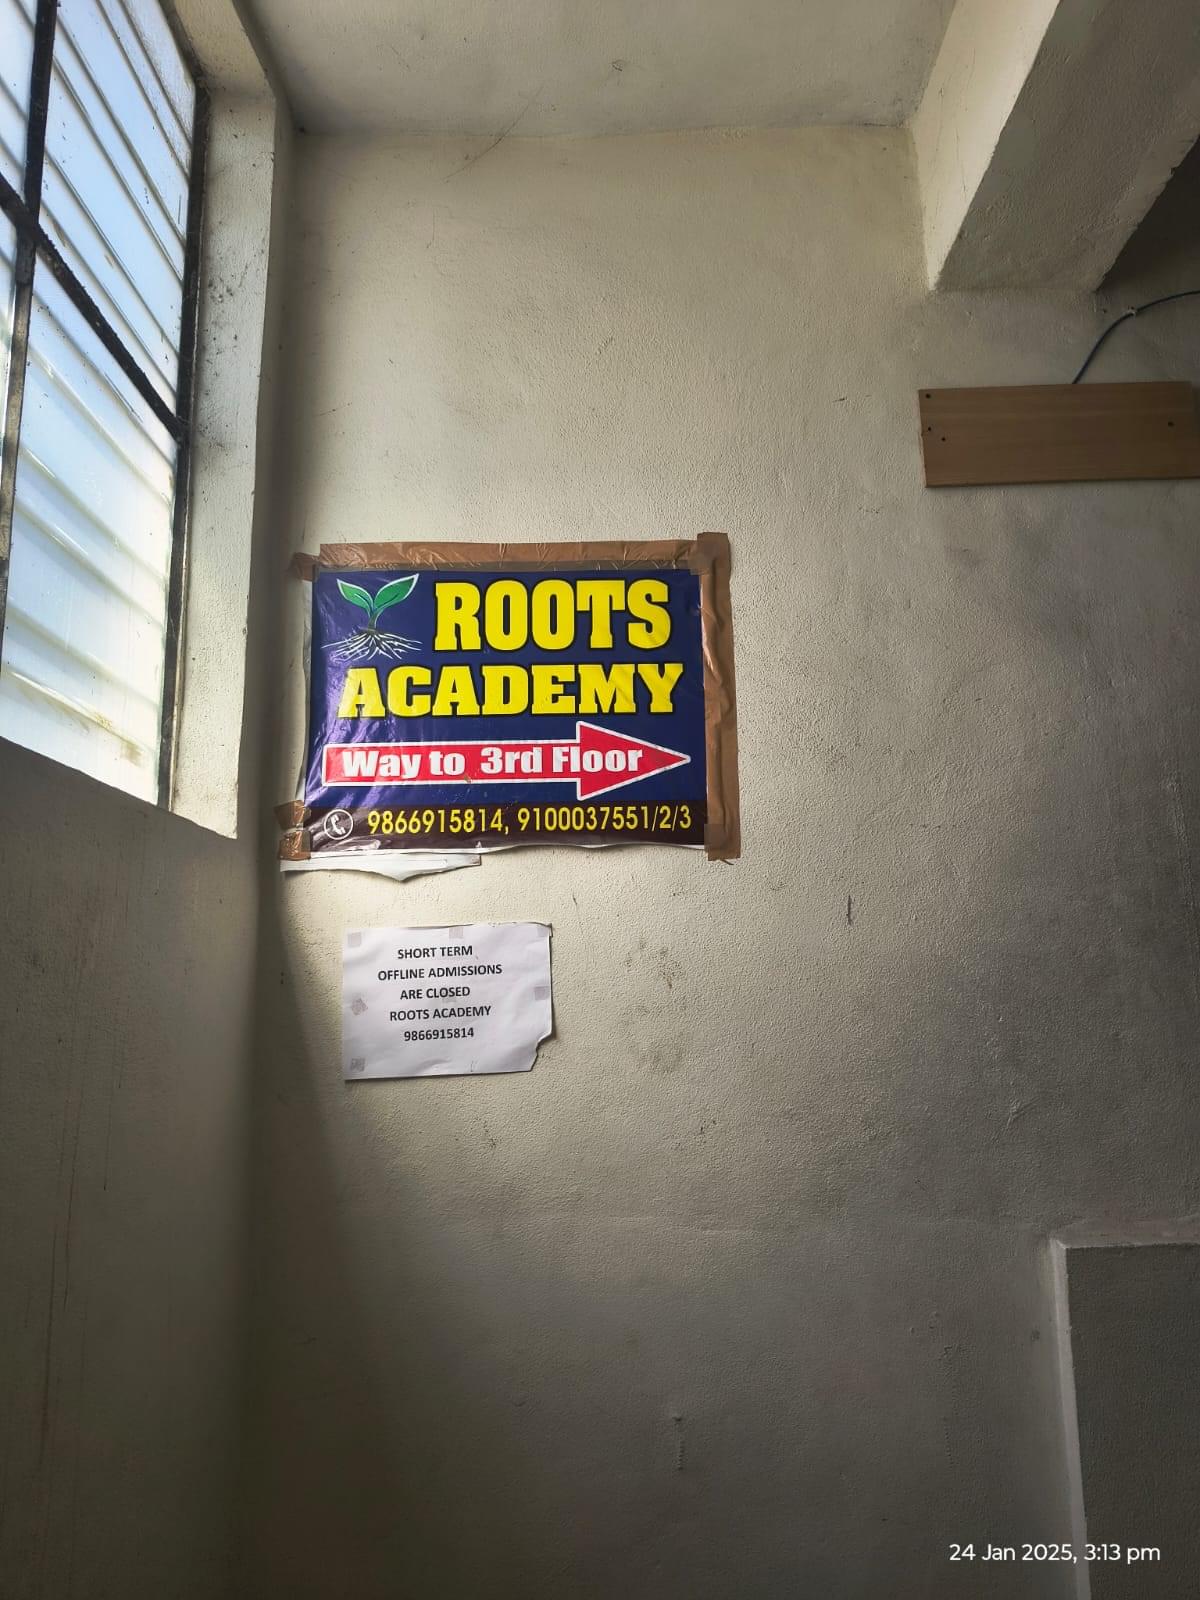 ROOTS
ACADEMY
Way to 3rd Floor
9866915814, 9100037551/2/3
SHORT TERM
OFFLINE ADMISSIONS
ARE CLOSED
ROOTS ACADEMY
9866915814
24 Jan 2025, 3:13 pm